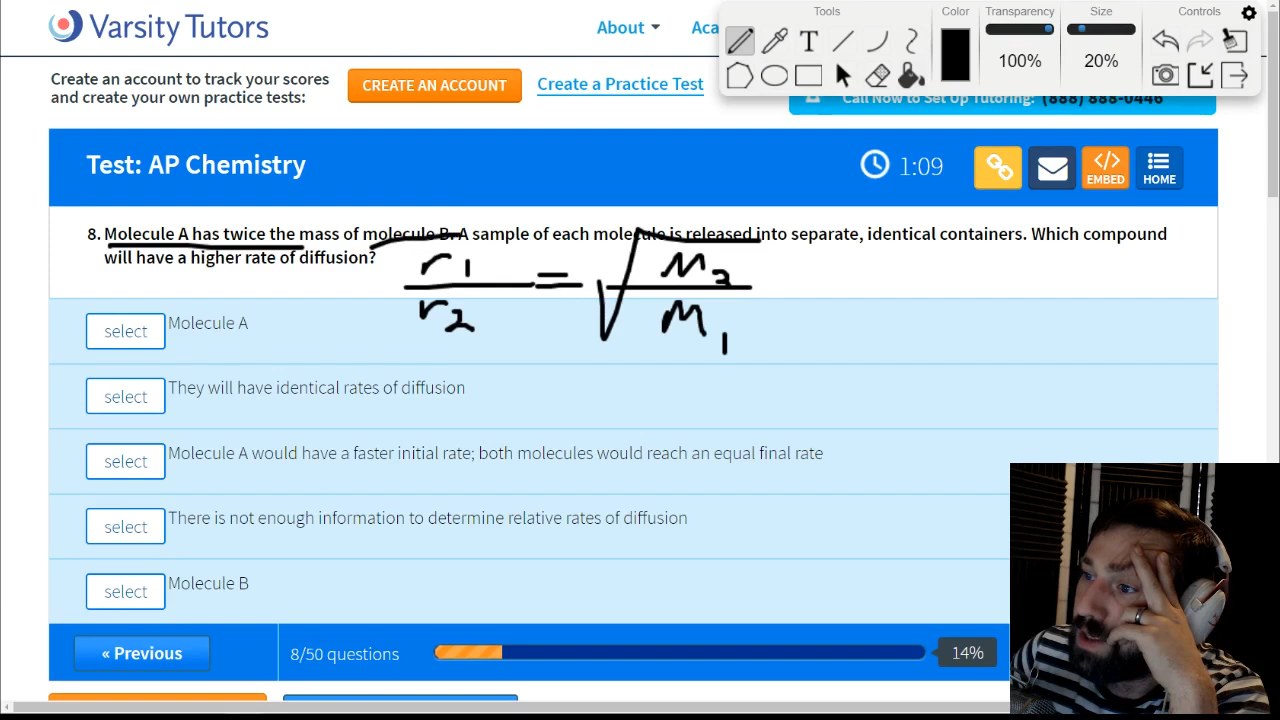 Varsity Tutors
About
Tools
Color
Transparency
Size
Controls
100%
20%
Create an account to track your scores
and create your own practice tests:
CREATE AN ACCOUNT
Create a Practice Test
Call Now to Set Up Tutoring: (888) 888-0446
Test: AP Chemistry
1:09
EMBED
HOME
8. Molecule A has twice the mass of molecule B. A sample of each molecule is released into separate, identical containers. Which compound
will have a higher rate of diffusion?
r1/r2 = √(M2/M1)
select Molecule A
select They will have identical rates of diffusion
select Molecule A would have a faster initial rate; both molecules would reach an equal final rate
select There is not enough information to determine relative rates of diffusion
select Molecule B
« Previous
8/50 questions
14%